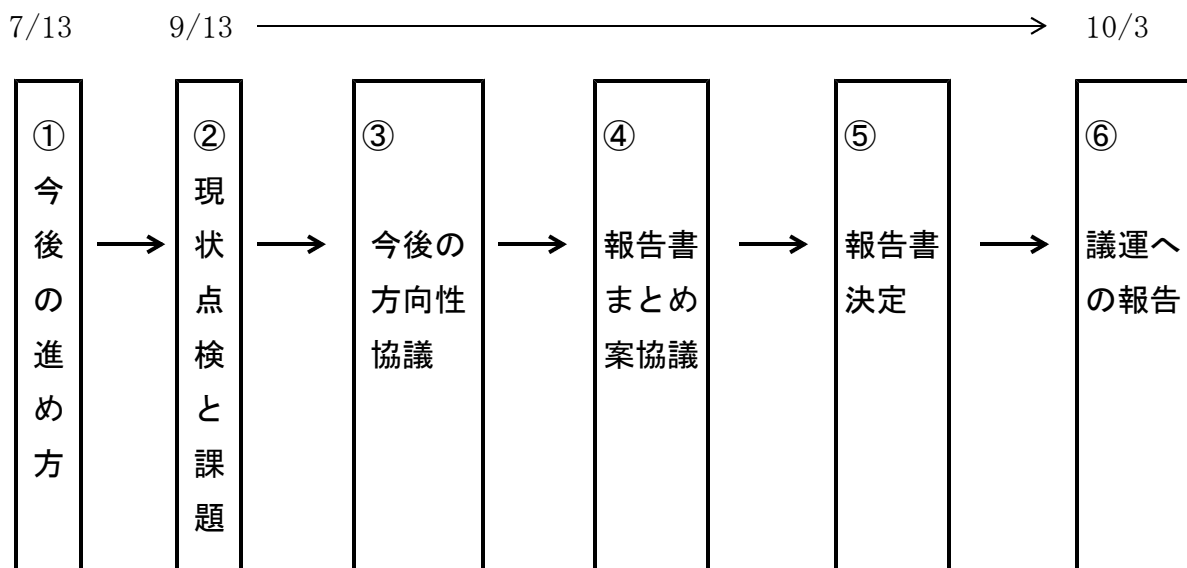 7/13
9/13
10/3
①
今後の進め方
②
現状点検と課題
③
今後の
方向性
協議
④
報告書
まとめ
案協議
⑤
報告書
決定
⑥
議運へ
の報告